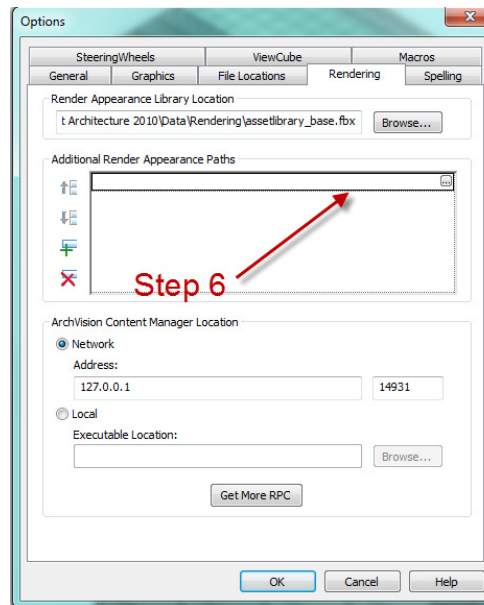 Options
SteeringWheels ViewCube Macros
General Graphics File Locations Rendering Spelling
Render Appearance Library Location
t Architecture 2010\Data\Rendering\assetlibrary_base.fbx Browse...
Additional Render Appearance Paths
...
Step 6
ArchVision Content Manager Location
Network
Address:
127.0.0.1 14931
Local
Executable Location:
Browse...
Get More RPC
OK Cancel Help